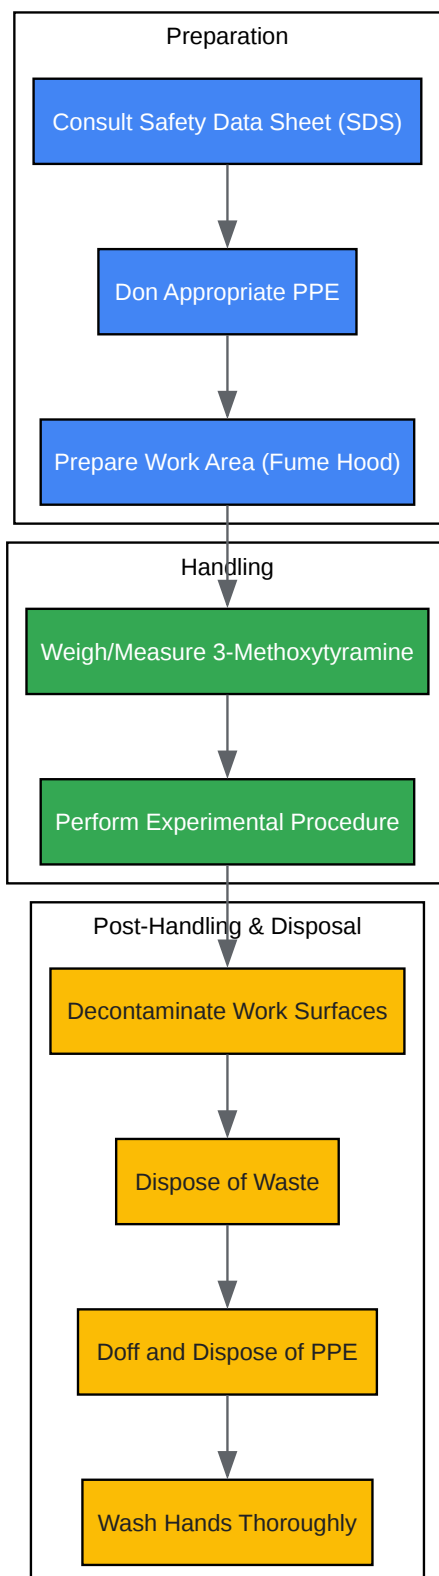 Preparation
Consult Safety Data Sheet (SDS)
Don Appropriate PPE
Prepare Work Area (Fume Hood)
Handling
Weigh/Measure 3-Methoxytyramine
Perform Experimental Procedure
Post-Handling & Disposal
Decontaminate Work Surfaces
Dispose of Waste
Doff and Dispose of PPE
Wash Hands Thoroughly